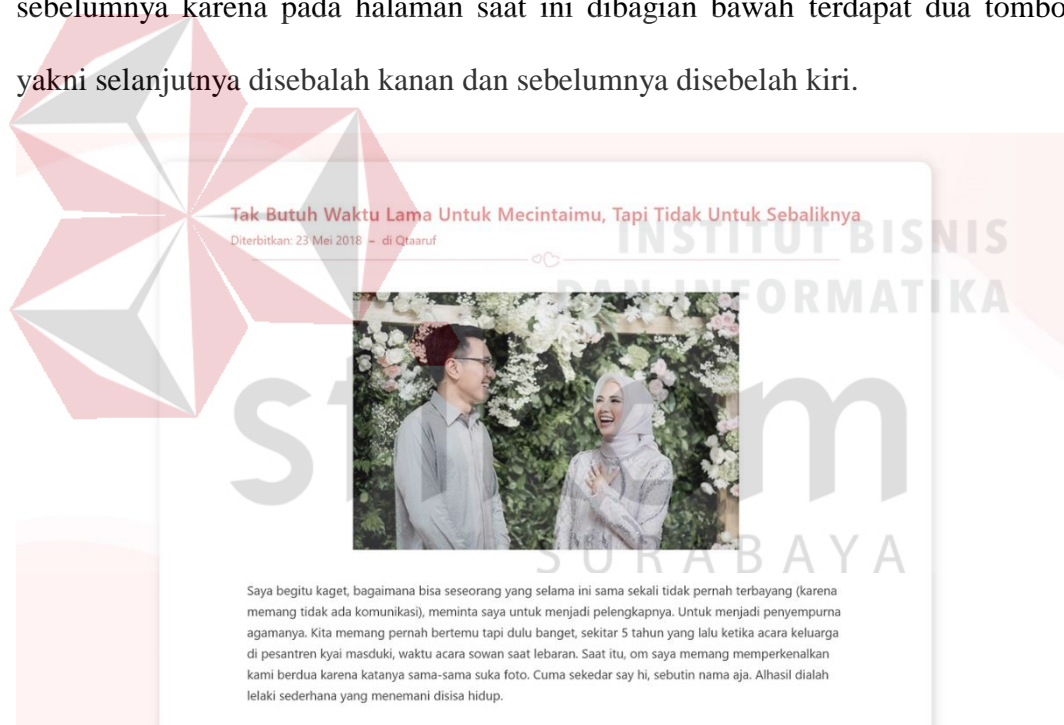 sebelumnya karena pada halaman saat ini dibagian bawah terdapat dua tombo
yakni selanjutnya disebalah kanan dan sebelumnya disebelah kiri.
Tak Butuh Waktu Lama Untuk Mecintaimu, Tapi Tidak Untuk Sebaliknya
Diterbitkan: 23 Mei 2018 – di Qtaaruf
INSTITUT BISNIS
DAN INFORMATIKA
stikom
SURABAYA
Saya begitu kaget, bagaimana bisa seseorang yang selama ini sama sekali tidak pernah terbayang (karena
memang tidak ada komunikasi), meminta saya untuk menjadi pelengkapnya. Untuk menjadi penyempurna
agamanya. Kita memang pernah bertemu tapi dulu banget, sekitar 5 tahun yang lalu ketika acara keluarga
di pesantren kyai masduki, waktu acara sowan saat lebaran. Saat itu, om saya memang memperkenalkan
kami berdua karena katanya sama-sama suka foto. Cuma sekedar say hi, sebutin nama aja. Alhasil dialah
lelaki sederhana yang menemani disisa hidup.